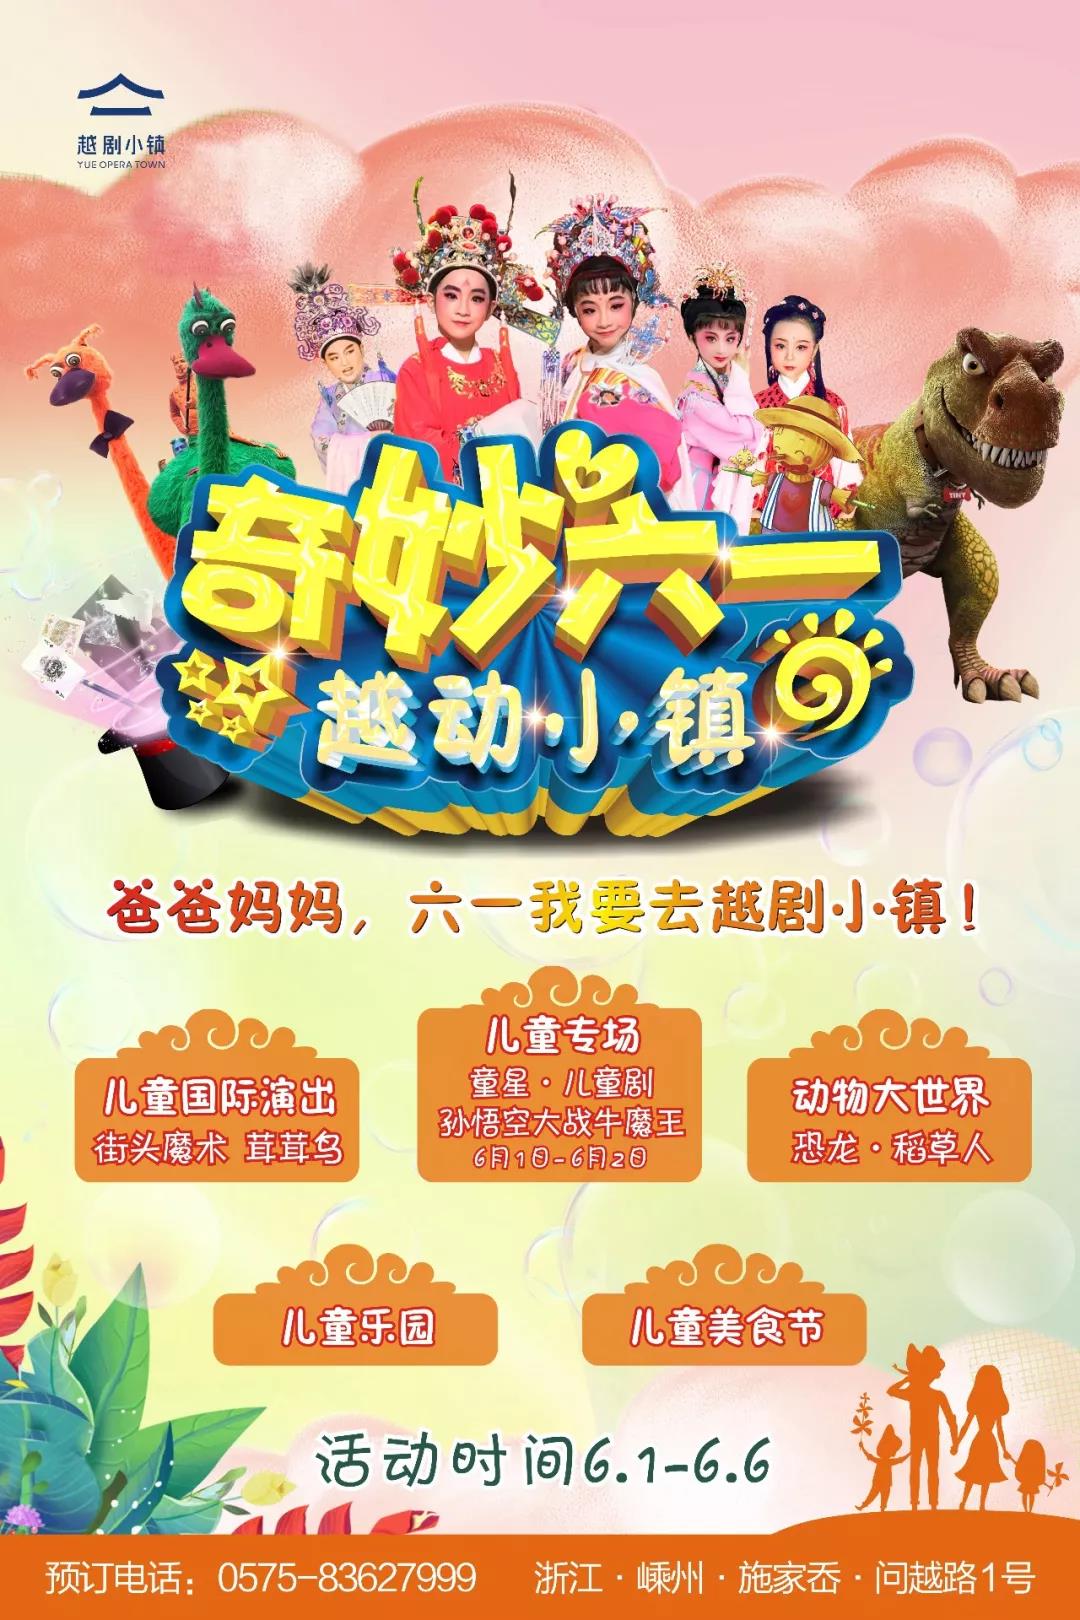 越剧小镇
YUE OPERA TOWN
TINY
奇妙六一
越动小镇
爸爸妈妈，六一我要去越剧小镇！
儿童专场
童星·儿童剧
孙悟空大战牛魔王
6月1日-6月2日
儿童国际演出
街头魔术 茸茸鸟
动物大世界
恐龙·稻草人
儿童乐园
儿童美食节
活动时间6.1-6.6
预订电话：0575-83627999 浙江·嵊州·施家岙·问越路1号